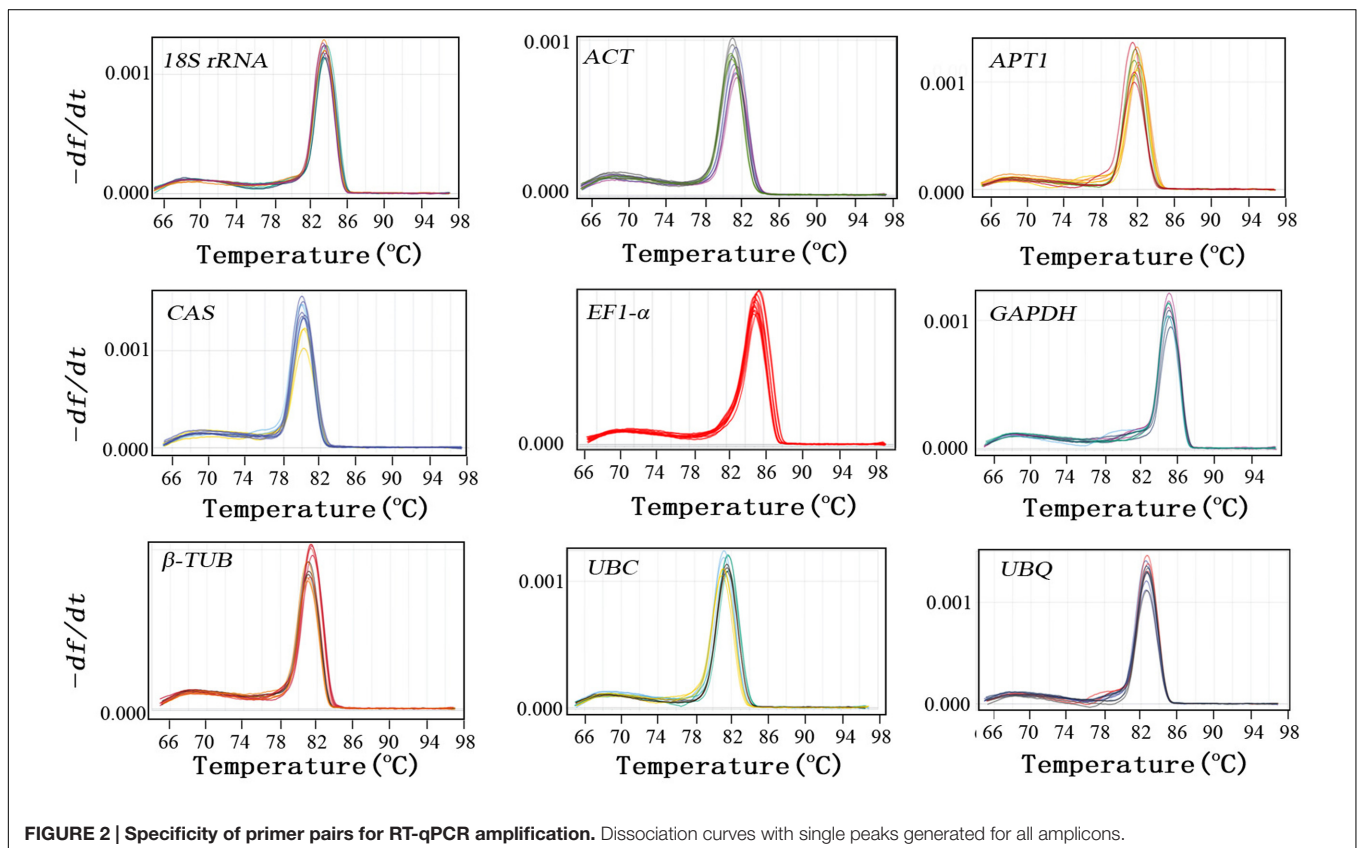 18S rRNA
0.001
0.000
-df/dt
66 70 74 78 82 86 90 94 98
Temperature(°C)
ACT
0.001
0.000
66 70 74 78 82 86 90 94 98
Temperature(°C)
APT1
0.001
0.000
66 70 74 78 82 86 90 94 98
Temperature(°C)
CAS
0.001
0.000
-df/dt
66 70 74 78 82 86 90 94 98
Temperature(°C)
EF1-α
0.000
66 70 74 78 82 86 90 94 98
Temperature(°C)
GAPDH
0.001
0.000
66 70 74 78 82 86 90 94
Temperature(°C)
β-TUB
0.000
-df/dt
66 70 74 78 82 86 90 94 98
Temperature(°C)
UBC
0.001
0.000
66 70 74 78 82 86 90 94 98
Temperature(°C)
UBQ
0.001
0.000
66 70 74 78 82 86 90 94 98
Temperature(°C)
FIGURE 2 | Specificity of primer pairs for RT-qPCR amplification. Dissociation curves with single peaks generated for all amplicons.